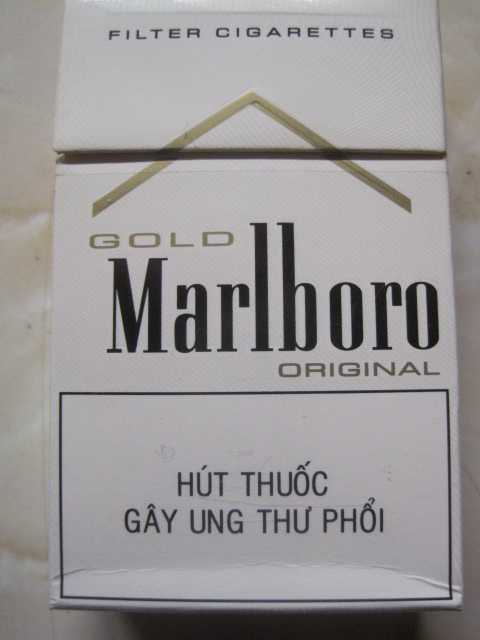 FILTER CIGARETTES
GOLD
Marlboro
ORIGINAL
HÚT THUỐC
GÂY UNG THƯ PHỔI